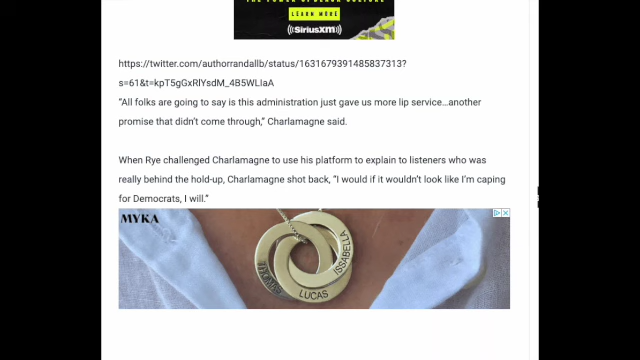 LEARN MORE
SiriusXM
https://twitter.com/authorrandallb/status/1631679391485837313?
s=61&t=kpT5gGxRlYsdM_4B5WLIaA
“All folks are going to say is this administration just gave us more lip service…another
promise that didn’t come through,” Charlamagne said.
When Rye challenged Charlamagne to use his platform to explain to listeners who was
really behind the hold-up, Charlamagne shot back, “I would if it wouldn’t look like I’m caping
for Democrats, I will.”
MYKA
THOMAS
LUCAS
ISSABELLA